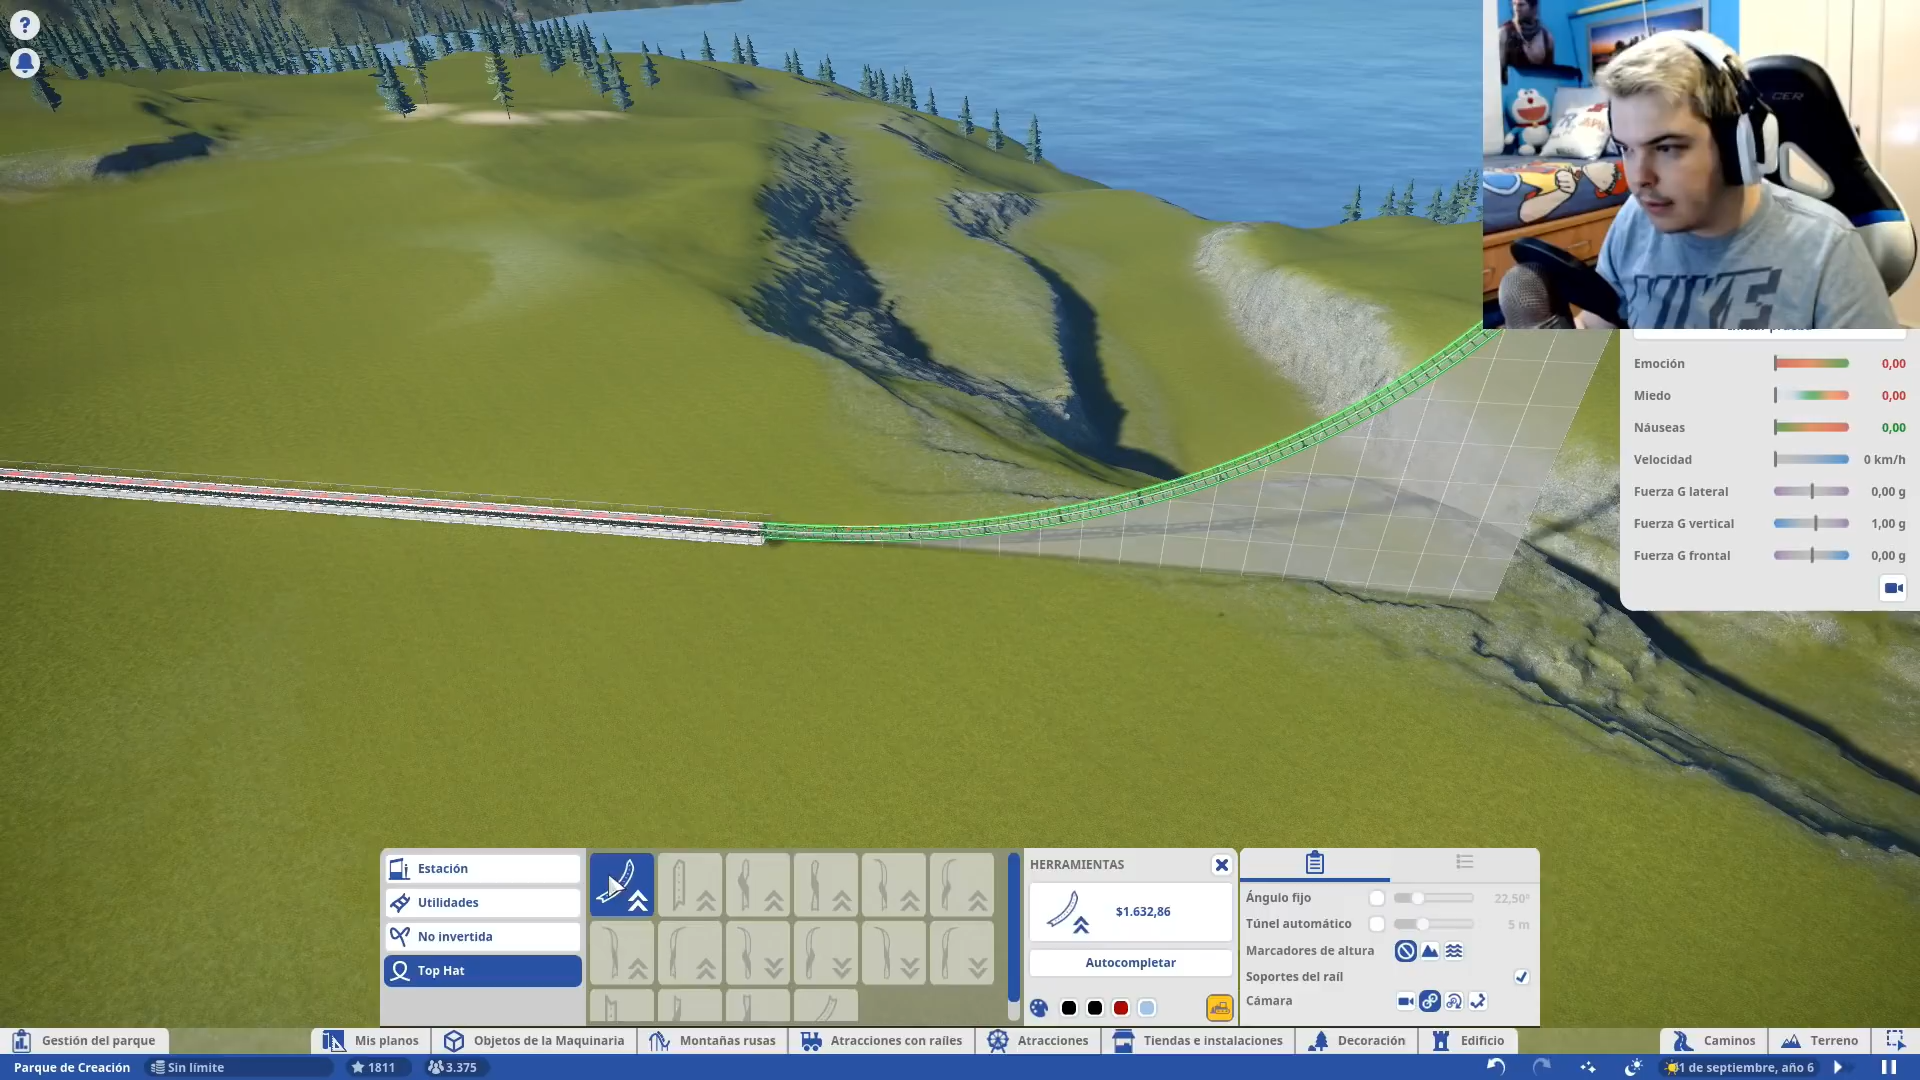 ?
CER
NIKE
Emoción 0,00
Miedo 0,00
Náuseas 0,00
Velocidad 0 km/h
Fuerza G lateral 0,00 g
Fuerza G vertical 1,00 g
Fuerza G frontal 0,00 g
Estación
Utilidades
No invertida
Top Hat
HERRAMIENTAS
$1.632,86
Autocompletar
Ángulo fijo 22,50°
Túnel automático 5 m
Marcadores de altura
Soportes del raíl
Cámara
Gestión del parque
Mis planos
Objetos de la Maquinaria
Montañas rusas
Atracciones con raíles
Atracciones
Tiendas e instalaciones
Decoración
Edificio
Caminos
Terreno
Parque de Creación
Sin límite
1811
3.375
1 de septiembre, año 6